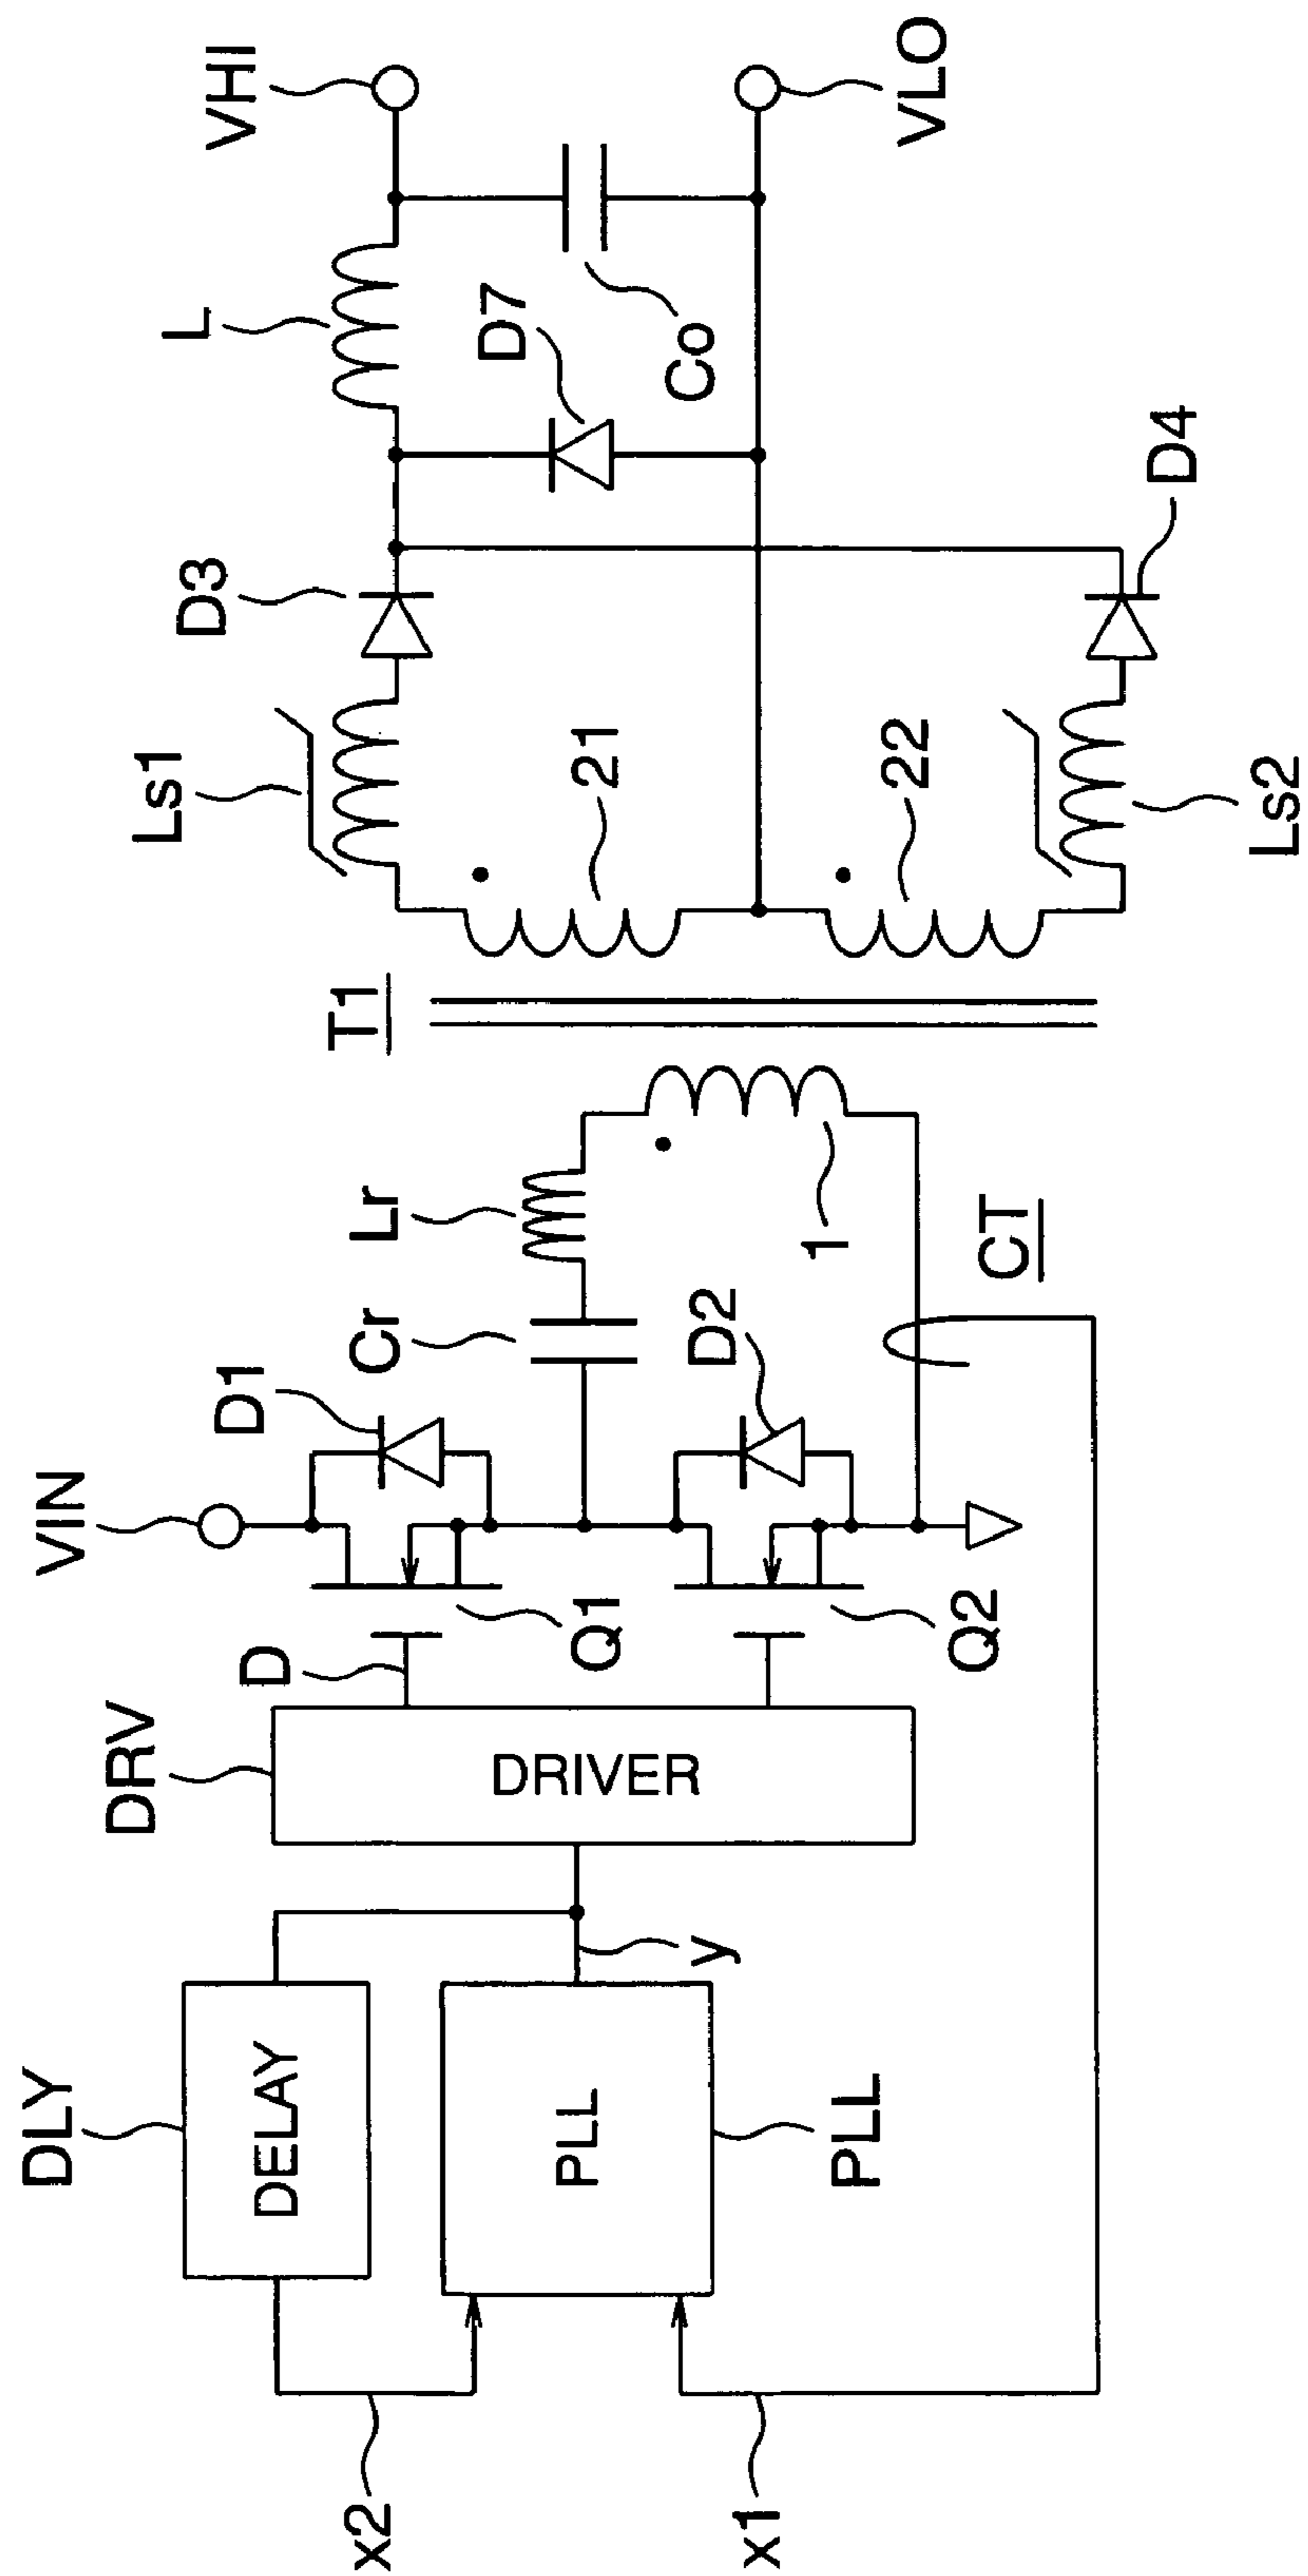 DLY
DELAY
x2
PLL
PLL
x1
y
DRV
DRIVER
D
VIN
D1
Q1
D2
Q2
Cr
Lr
1
CT
T1
21
22
Ls1
Ls2
D3
D4
L
D7
Co
VHI
VLO